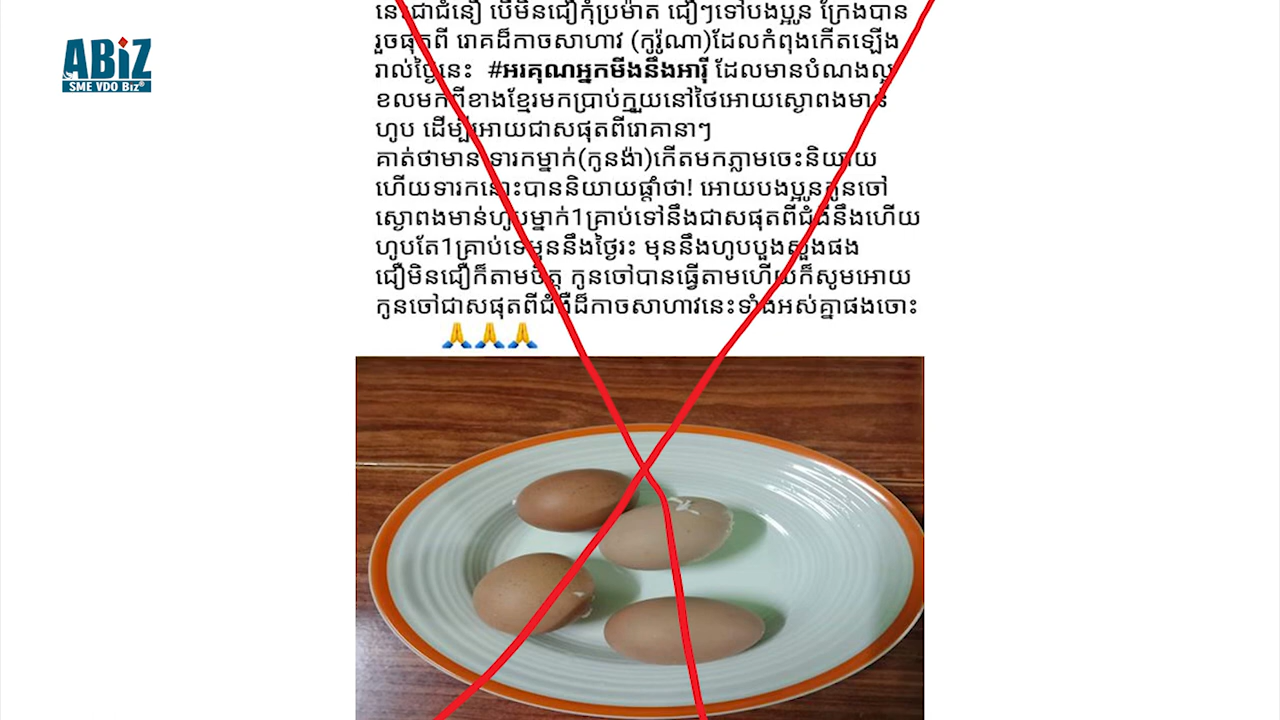 ABiZ
SME VDO Biz®
នេះជាជំនឿ បើមិនជឿកុំប្រម៉ាត ជឿៗទៅបងប្អូន ក្រែងបាន
រួចផុតពី រោគដ៏កាចសាហាវ (កូរ៉ូណា)ដែលកំពុងកើតឡើង
រាល់ថ្ងៃនេះ #អរគុណអ្នកមីងនឹងអារ៉ី ដែលមានបំណងល្អ
ខលមកពីខាងខ្មែរមកប្រាប់ក្មួយនៅថៃអោយស្ងោពងមាន់
ហូប ដើម្បីអោយជាសផុតពីរោគានាៗ
គាត់ថាមាន ទារកម្នាក់(កូនង៉ា)កើតមកភ្លាមចេះនិយាយ
ហើយទារកនោះបាននិយាយផ្តាំថា! អោយបងប្អូនកូនចៅ
ស្ងោពងមាន់ហូបម្នាក់1គ្រាប់ទៅនឹងជាសផុតពីជំងឺនឹងហើយ
ហូបតែ1គ្រាប់ទេមុននឹងថ្ងៃរះ មុននឹងហូបបួងសួងផង
ជឿមិនជឿក៏តាមចិត្ត កូនចៅបានធ្វើតាមហើយក៏សូមអោយ
កូនចៅជាសផុតពីជំងឺដ៏កាចសាហាវនេះទាំងអស់គ្នាផងចោះ
🙏🙏🙏